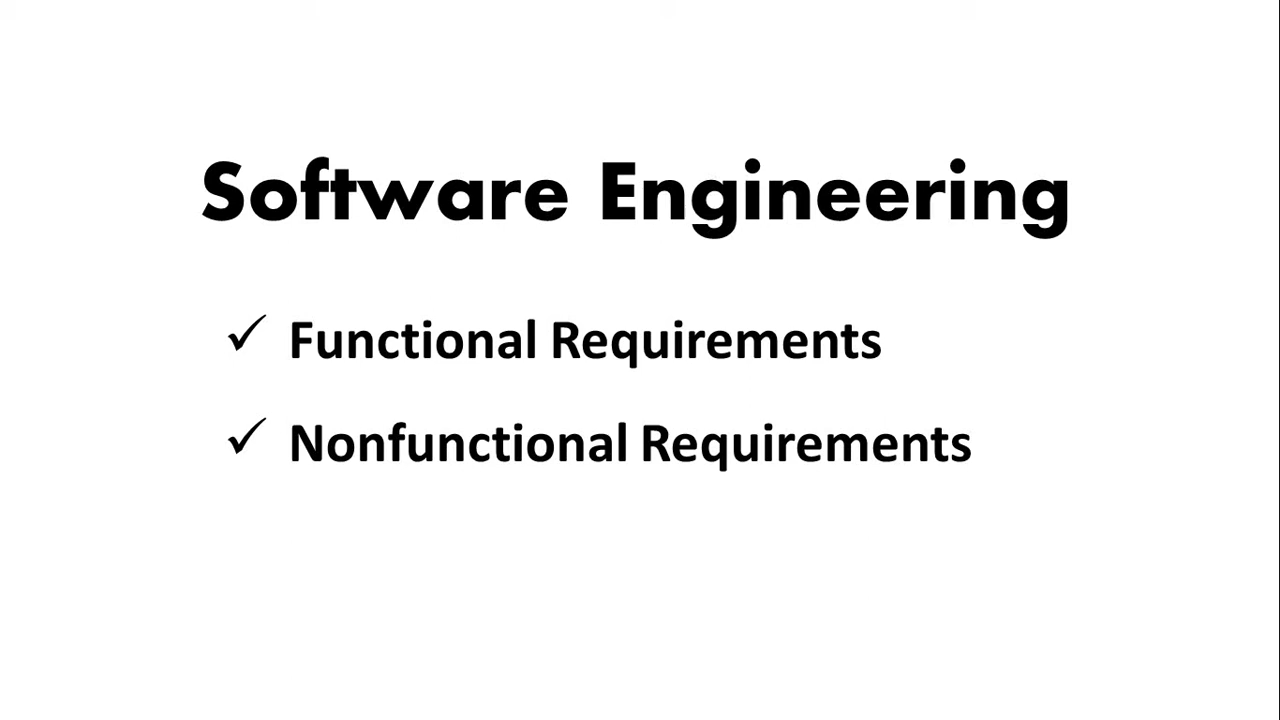 Software Engineering
✓ Functional Requirements
✓ Nonfunctional Requirements